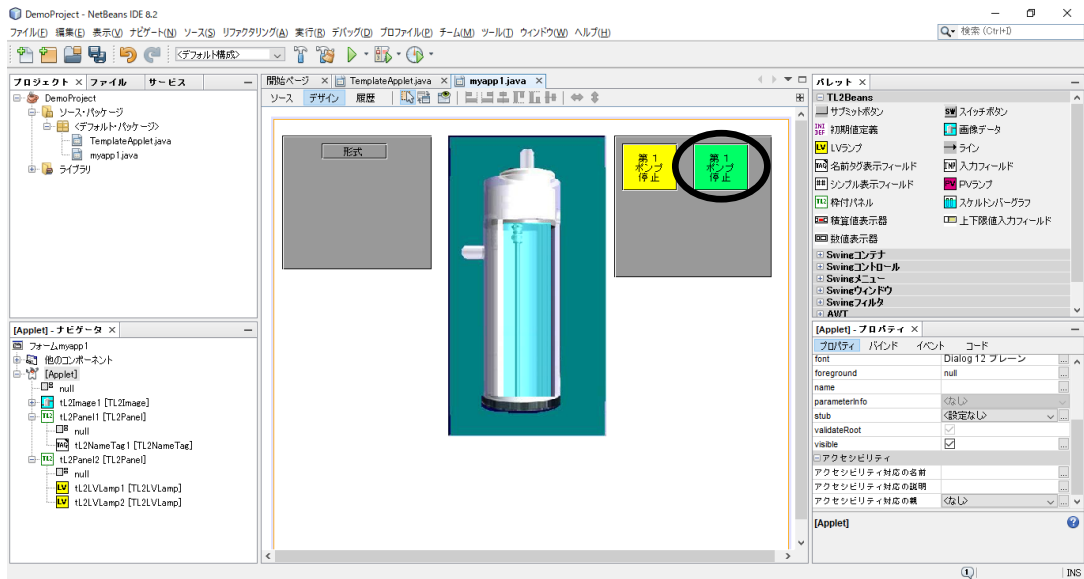 DemoProject - NetBeans IDE 8.2
ファイル(F) 編集(E) 表示(V) ナビゲート(N) ソース(S) リファクタリング(A) 実行(R) デバッグ(D) プロファイル(P) チーム(M) ツール(T) ウィンドウ(W) ヘルプ(H)
検索 (Ctrl+I)
<デフォルト構成>
プロジェクト × ファイル サービス
DemoProject
ソース・パッケージ
<デフォルト・パッケージ>
TemplateApplet.java
myapp1.java
ライブラリ
開始ページ × TemplateApplet.java × myapp1.java ×
ソース デザイン 履歴
形式
第1
ポンプ
停止
第1
ポンプ
停止
パレット ×
TL2Beans
サブミットボタン SW スイッチボタン
INI DEF 初期値定義 画像データ
LV LVランプ ライン
TAG 名前タグ表示フィールド INP 入力フィールド
## シンプル表示フィールド PV PVランプ
TL2 枠付パネル スケルトンバーグラフ
積算値表示器 上下限値入力フィールド
数値表示器
Swingコンテナ
Swingコントロール
Swingメニュー
Swingウィンドウ
Swingフィルタ
AWT
[Applet] - ナビゲータ ×
フォームmyapp1
他のコンポーネント
[Applet]
null
tL2Image1 [TL2Image]
TL2 tL2Panel1 [TL2Panel]
null
TAG tL2NameTag1 [TL2NameTag]
TL2 tL2Panel2 [TL2Panel]
null
LV tL2LVLamp1 [TL2LVLamp]
LV tL2LVLamp2 [TL2LVLamp]
[Applet] - プロパティ ×
プロパティ バインド イベント コード
font Dialog 12 プレーン
foreground null
name
parameterInfo <なし>
stub <設定なし>
validateRoot
visible
アクセシビリティ
アクセシビリティ対応の名前
アクセシビリティ対応の説明
アクセシビリティ対応の親 <なし>
[Applet]
1 INS